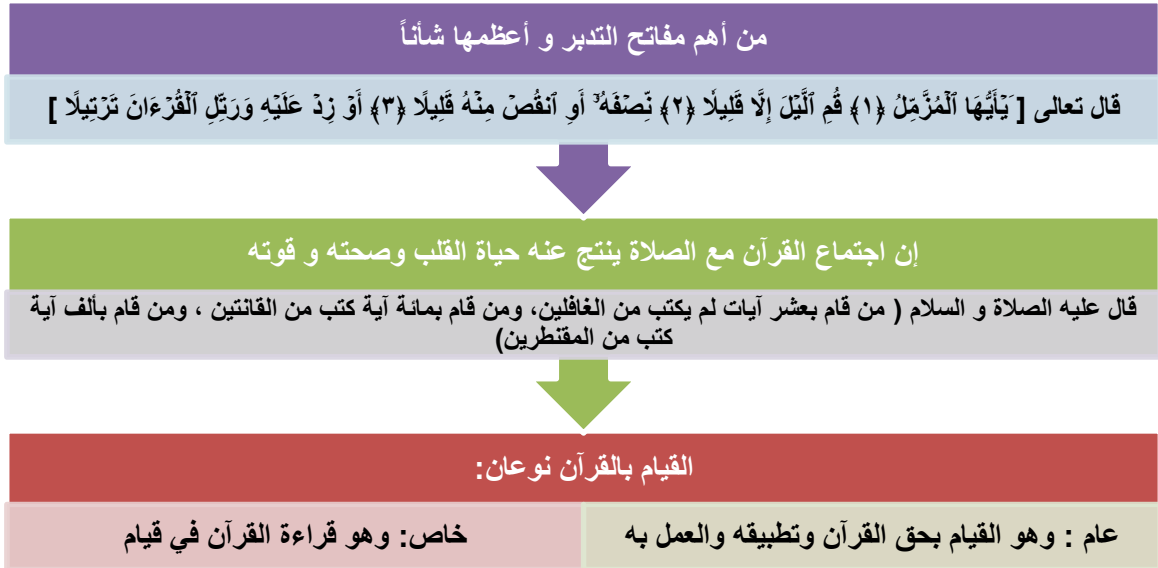 من أهم مفاتح التدبر و أعظمها شأناً
قال تعالى [ يَٰٓأَيُّهَا ٱلۡمُزَّمِّلُ ﴿١﴾ قُمِ ٱلَّيۡلَ إِلَّا قَلِيلٗا ﴿٢﴾ نِّصۡفَهُۥٓ أَوِ ٱنقُصۡ مِنۡهُ قَلِيلًا ﴿٣﴾ أَوۡ زِدۡ عَلَيۡهِ وَرَتِّلِ ٱلۡقُرۡءَانَ تَرۡتِيلًا ]
إن اجتماع القرآن مع الصلاة ينتج عنه حياة القلب وصحته و قوته
قال عليه الصلاة و السلام ( من قام بعشر آيات لم يكتب من الغافلين، ومن قام بمائة آية كتب من القانتين ، ومن قام بألف آية
كتب من المقنطرين)
القيام بالقرآن نوعان:
عام : وهو القيام بحق القرآن وتطبيقه والعمل به
خاص: وهو قراءة القرآن في قيام